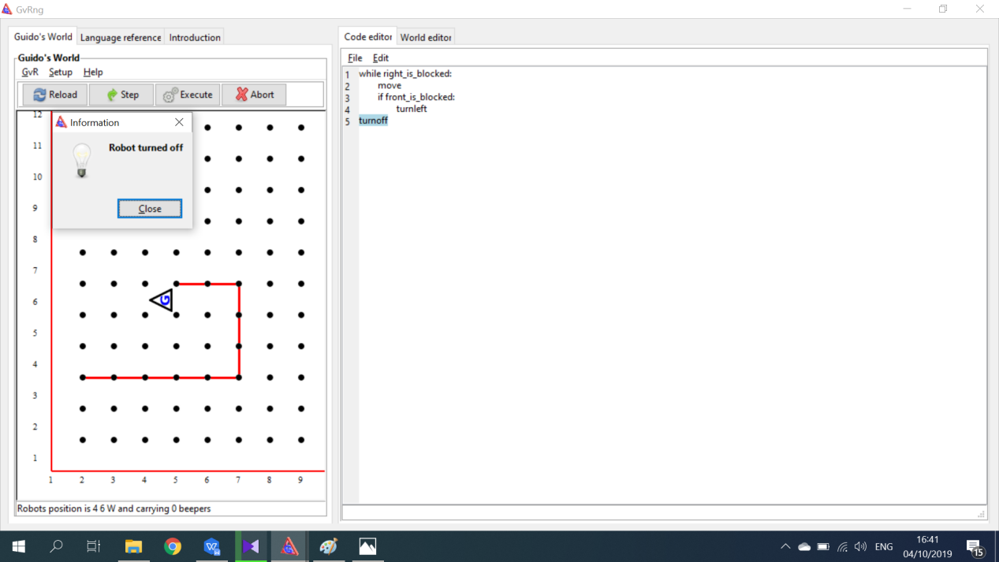 GvRng
Guido's World Language reference Introduction
Guido's World
GvR Setup Help
Reload Step Execute Abort
Information
Robot turned off
Close
12
11
10
9
8
7
6
5
4
3
2
1
G
1 2 3 4 5 6 7 8 9
Robots position is 4 6 W and carrying 0 beepers
Code editor World editor
File Edit
1 while right_is_blocked:
2 move
3 if front_is_blocked:
4 turnleft
5 turnoff
ENG
16:41
04/10/2019
15